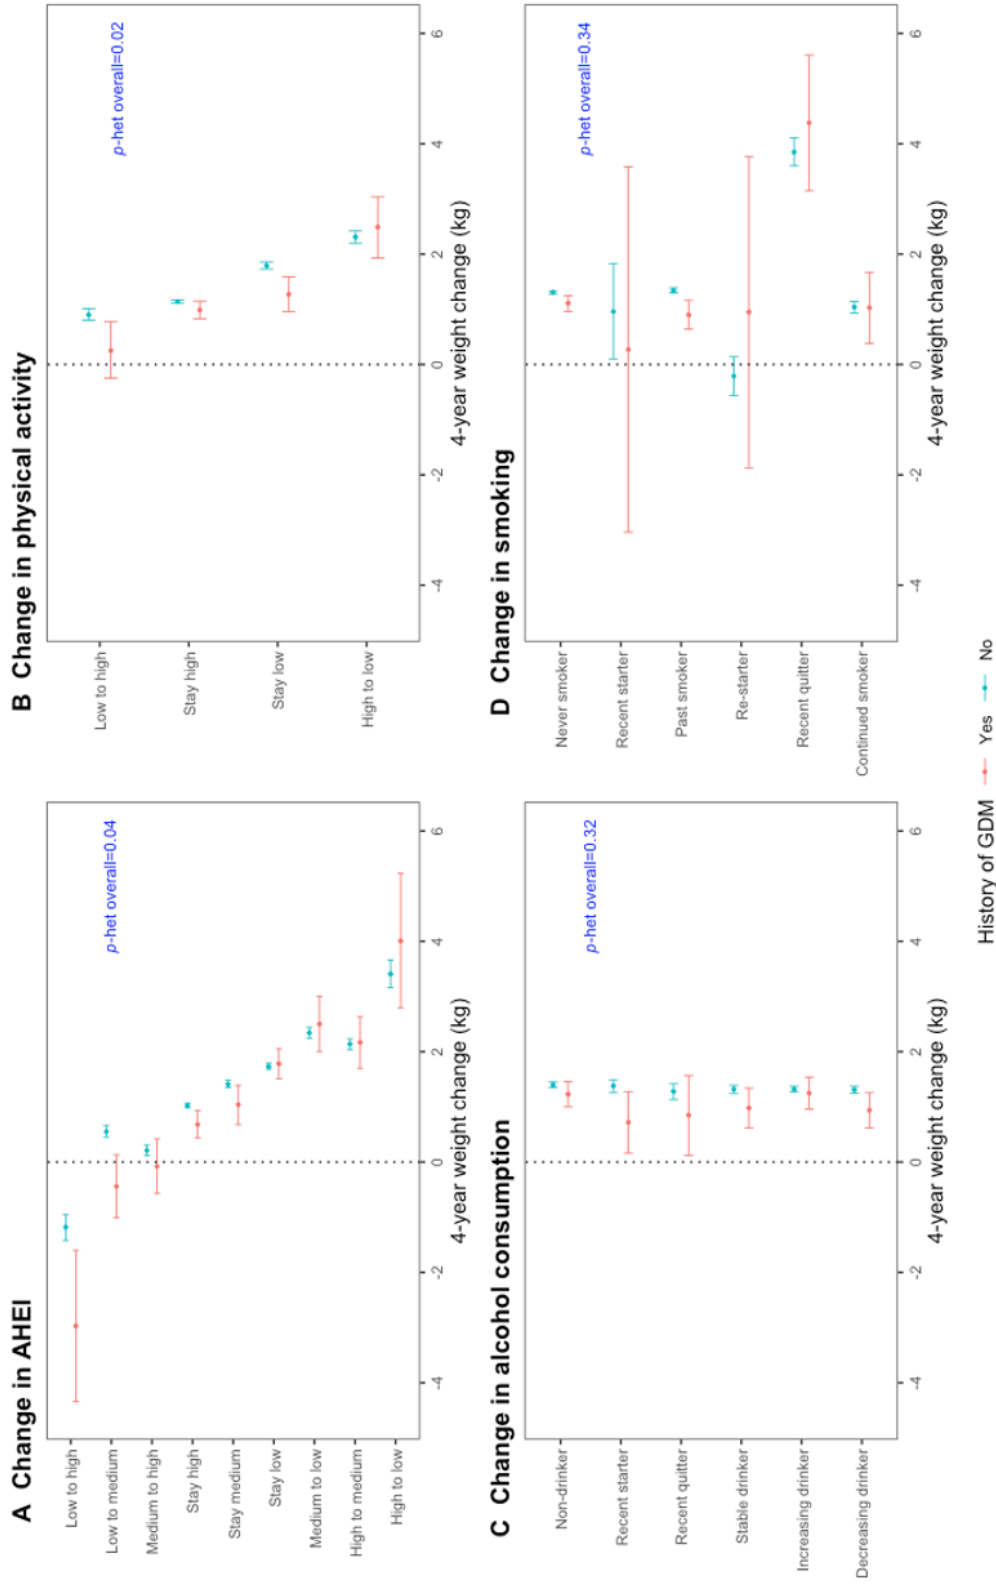 A Change in AHEI
Low to high
Low to medium
Medium to high
Stay high
Stay medium
Stay low
Medium to low
High to medium
High to low
p-het overall=0.04
-4 -2 0 2 4 6
4-year weight change (kg)
B Change in physical activity
Low to high
Stay high
Stay low
High to low
p-het overall=0.02
-4 -2 0 2 4 6
4-year weight change (kg)
C Change in alcohol consumption
Non-drinker
Recent starter
Recent quitter
Stable drinker
Increasing drinker
Decreasing drinker
p-het overall=0.32
-4 -2 0 2 4 6
4-year weight change (kg)
D Change in smoking
Never smoker
Recent starter
Past smoker
Re-starter
Recent quitter
Continued smoker
p-het overall=0.34
-4 -2 0 2 4 6
4-year weight change (kg)
History of GDM Yes No